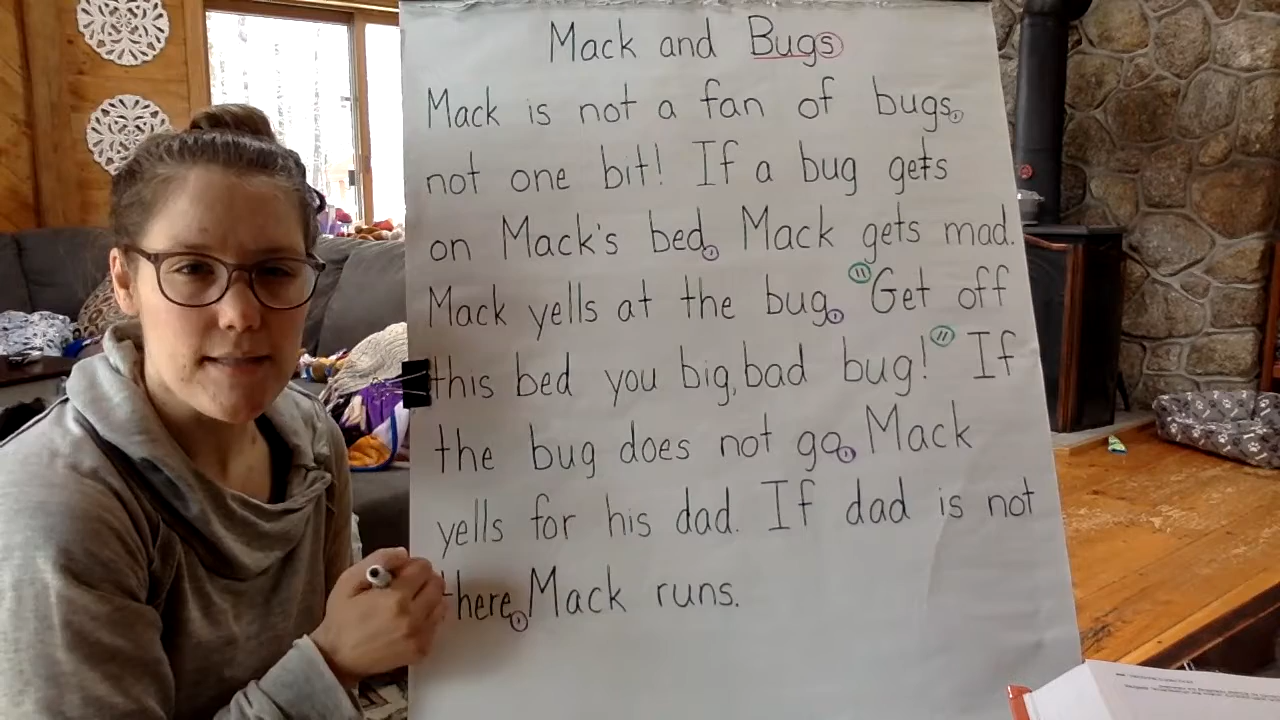 Mack and Bugs
Mack is not a fan of bugs,
not one bit! If a bug gets
on Mack's bed, Mack gets mad.
Mack yells at the bug, "Get off
this bed you big, bad bug!" If
the bug does not go, Mack
yells for his dad. If dad is not
there, Mack runs.